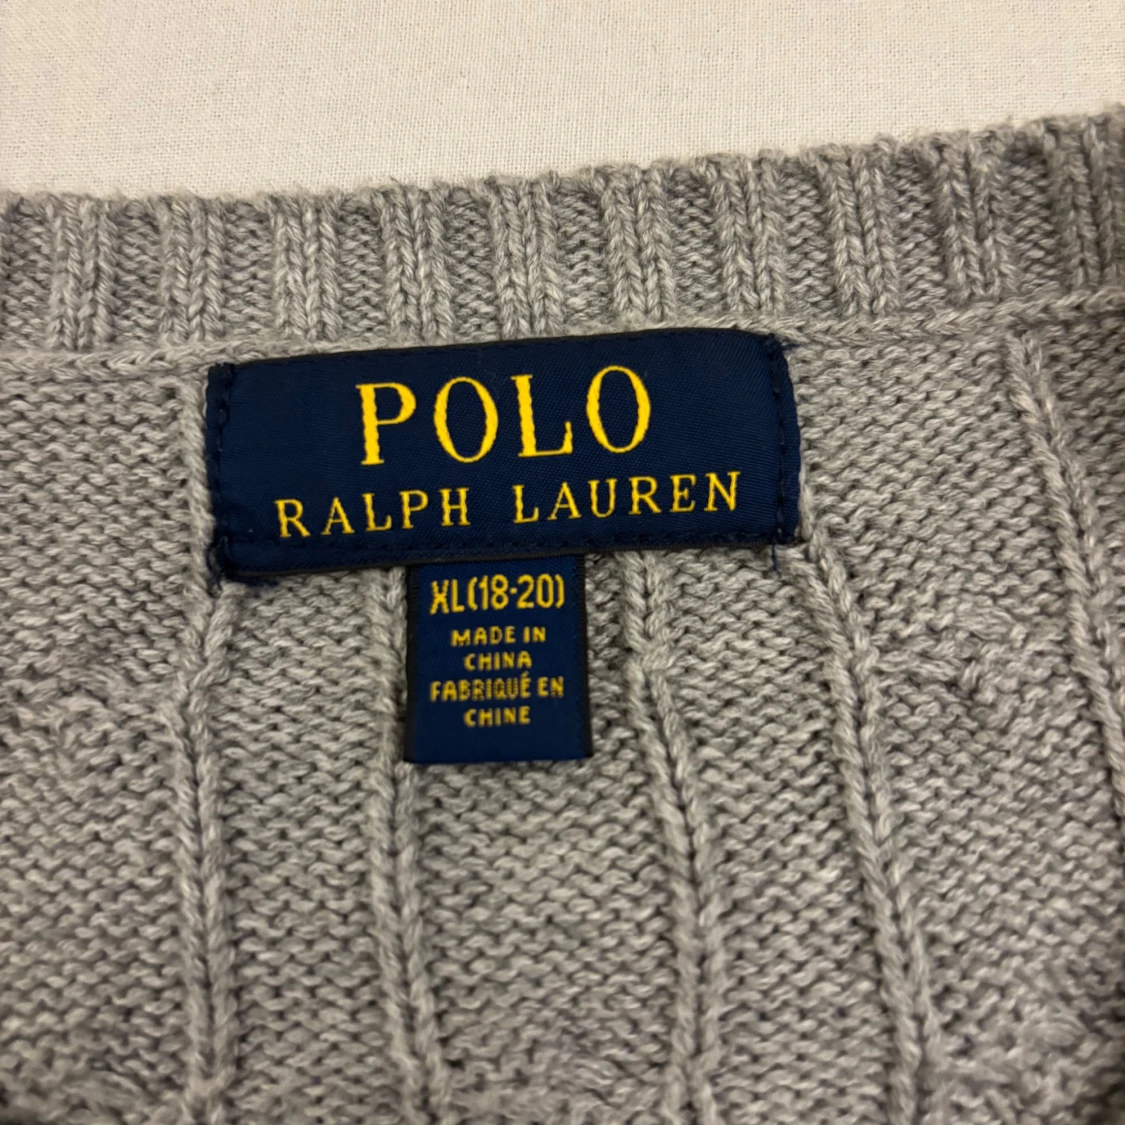 POLO
RALPH LAUREN
XL(18-20)
MADE IN
CHINA
FABRIQUÉ EN
CHINE